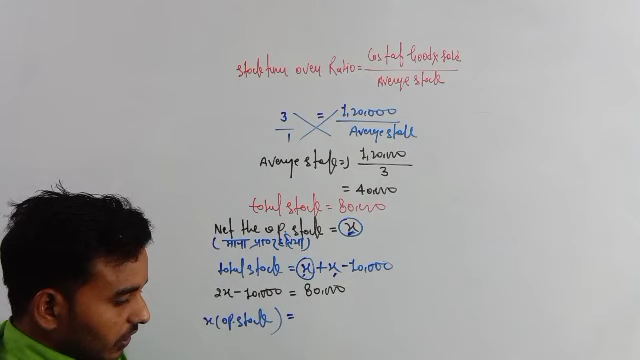 Stock turn over Ratio = Cost of Goods sold
Average stock
3 = 1,20,000
1 Average stock
Average stock = 1,20,000
3
= 40,000
total stock = 80,000
Net the op. stock = x
(माना प्रा० रहतिया)
total stock = x + x - 10,000
2x - 10,000 = 80,000
x (op. stock) =